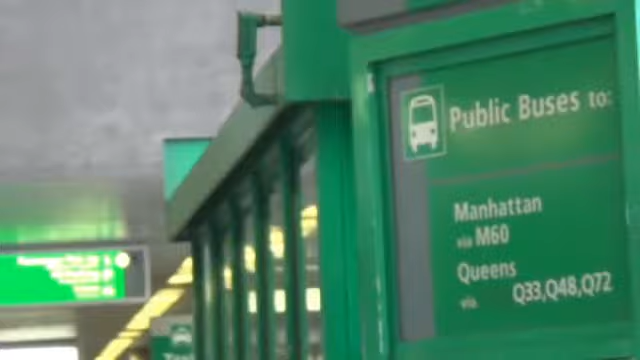 Public Buses to:
Manhattan
via M60
Queens
via Q33,Q48,Q72